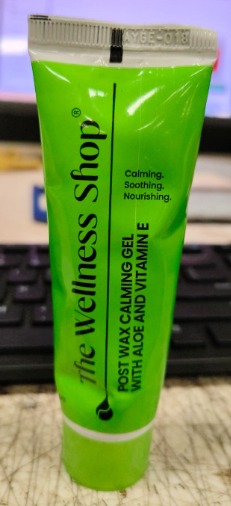 The Wellness Shop®
Calming.
Soothing.
Nourishing.
POST WAX CALMING GEL
WITH ALOE AND VITAMIN E